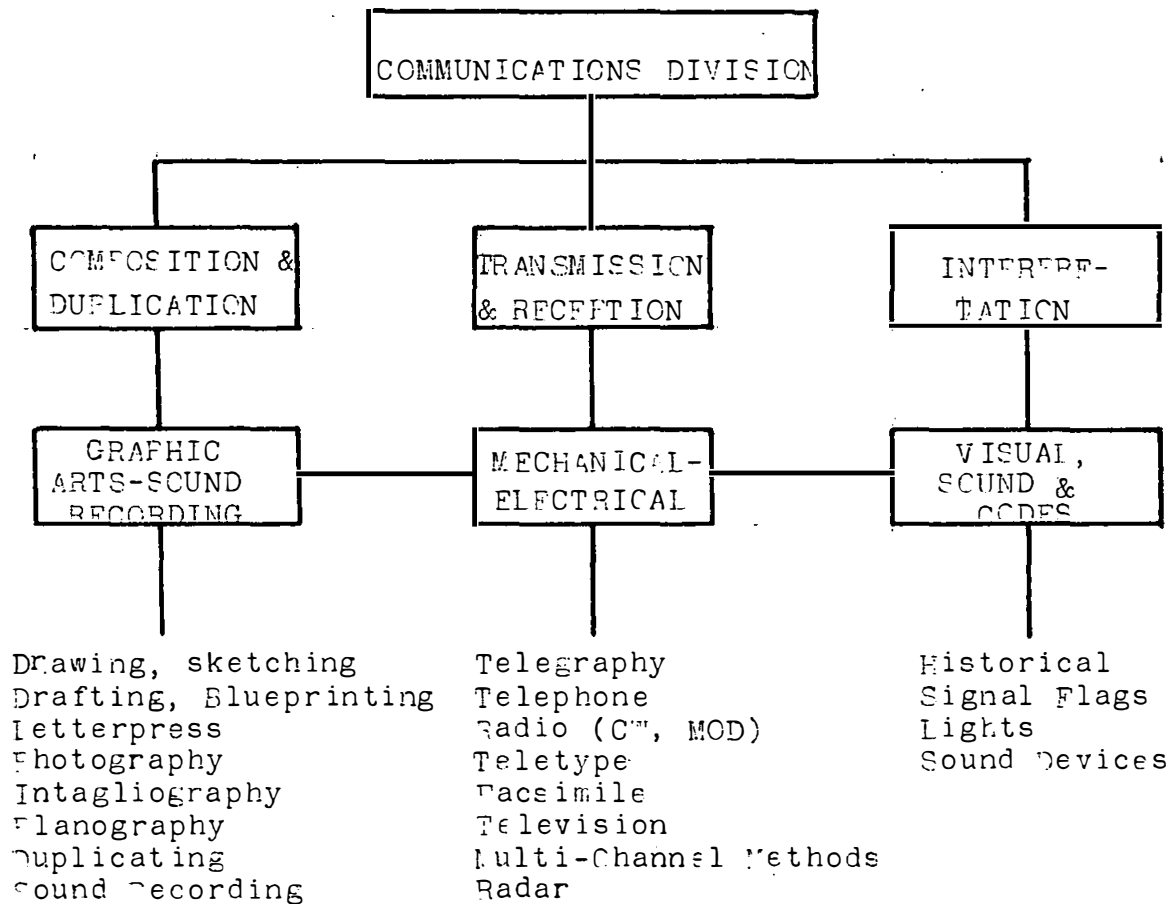 COMMUNICATIONS DIVISION
COMPOSITION &
DUPLICATION
TRANSMISSION
& RECEPTION
INTERPRE-
TATION
GRAPHIC
ARTS-SOUND
RECORDING
MECHANICAL-
ELECTRICAL
VISUAL,
SOUND &
CODES
Drawing, sketching
Drafting, Blueprinting
Letterpress
Photography
Intagliography
Planography
Duplicating
Sound Recording
Telegraphy
Telephone
Radio (CW, MOD)
Teletype
Facsimile
Television
Multi-Channel Methods
Radar
Historical
Signal Flags
Lights
Sound Devices